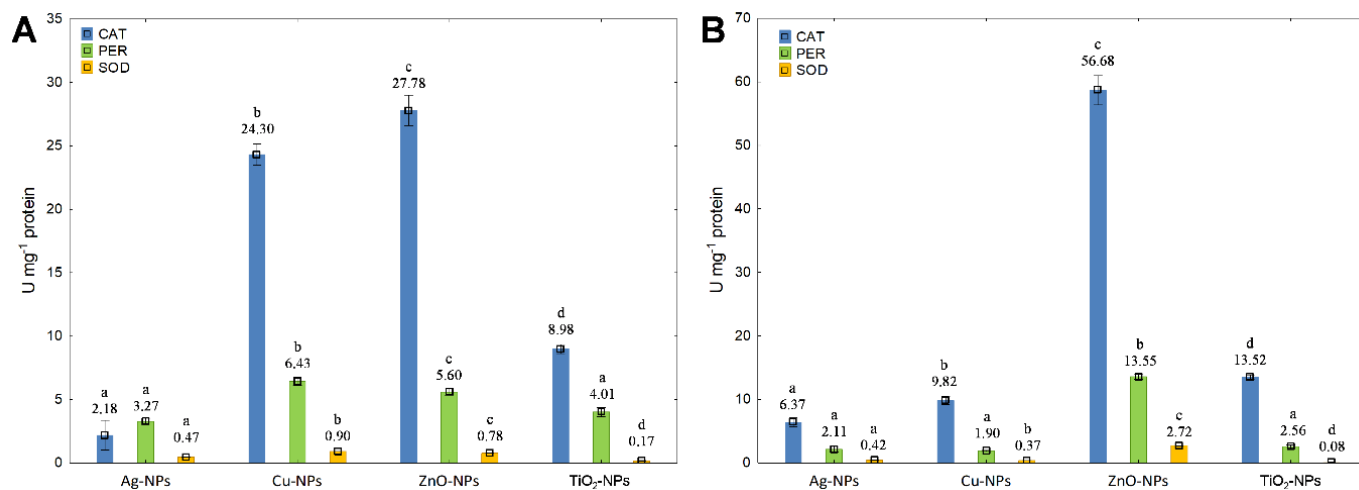 A
CAT
PER
SOD
U mg⁻¹ protein
35
30
25
20
15
10
5
0
a
2.18
a
3.27
a
0.47
b
24.30
b
6.43
b
0.90
c
27.78
c
5.60
c
0.78
d
8.98
a
4.01
d
0.17
Ag-NPs
Cu-NPs
ZnO-NPs
TiO₂-NPs
B
CAT
PER
SOD
U mg⁻¹ protein
70
60
50
40
30
20
10
0
a
6.37
a
2.11
a
0.42
b
9.82
a
1.90
b
0.37
c
56.68
b
13.55
c
2.72
d
13.52
a
2.56
d
0.08
Ag-NPs
Cu-NPs
ZnO-NPs
TiO₂-NPs